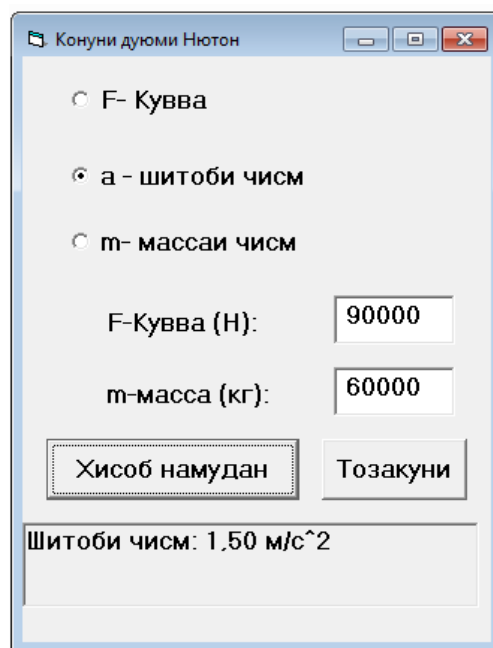 Конуни дуюми Нютон
F- Кувва
а - шитоби чисм
m- массаи чисм
F-Кувва (Н): 90000
m-масса (кг): 60000
Хисоб намудан Тозакуни
Шитоби чисм: 1,50 м/с^2